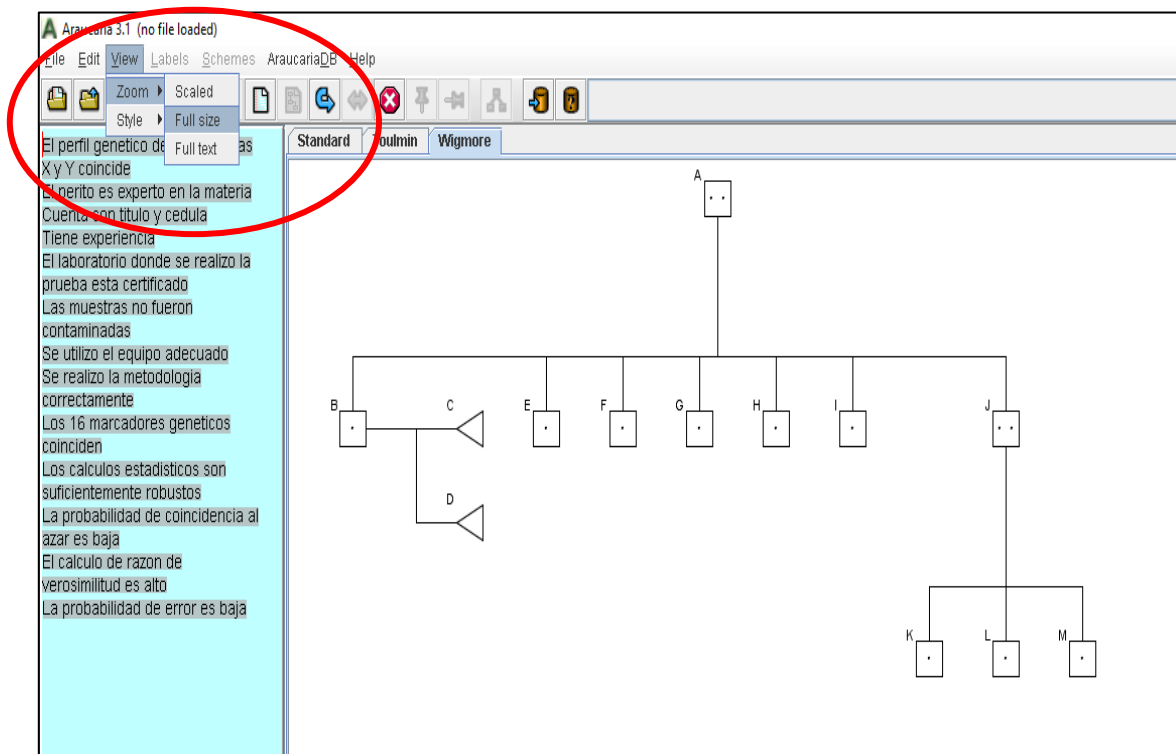 Araucaria 3.1 (no file loaded)
File Edit View Labels Schemes AraucariaDB Help
Zoom Scaled
Style Full size
Full text
Standard Toulmin Wigmore
El perfil genetico de
X y Y coincide
El perito es experto en la materia
Cuenta con titulo y cedula
Tiene experiencia
El laboratorio donde se realizo la
prueba esta certificado
Las muestras no fueron
contaminadas
Se utilizo el equipo adecuado
Se realizo la metodologia
correctamente
Los 16 marcadores geneticos
coinciden
Los calculos estadisticos son
suficientemente robustos
La probabilidad de coincidencia al
azar es baja
El calculo de razon de
verosimilitud es alto
La probabilidad de error es baja
A
B C E F G H I J
D
K L M